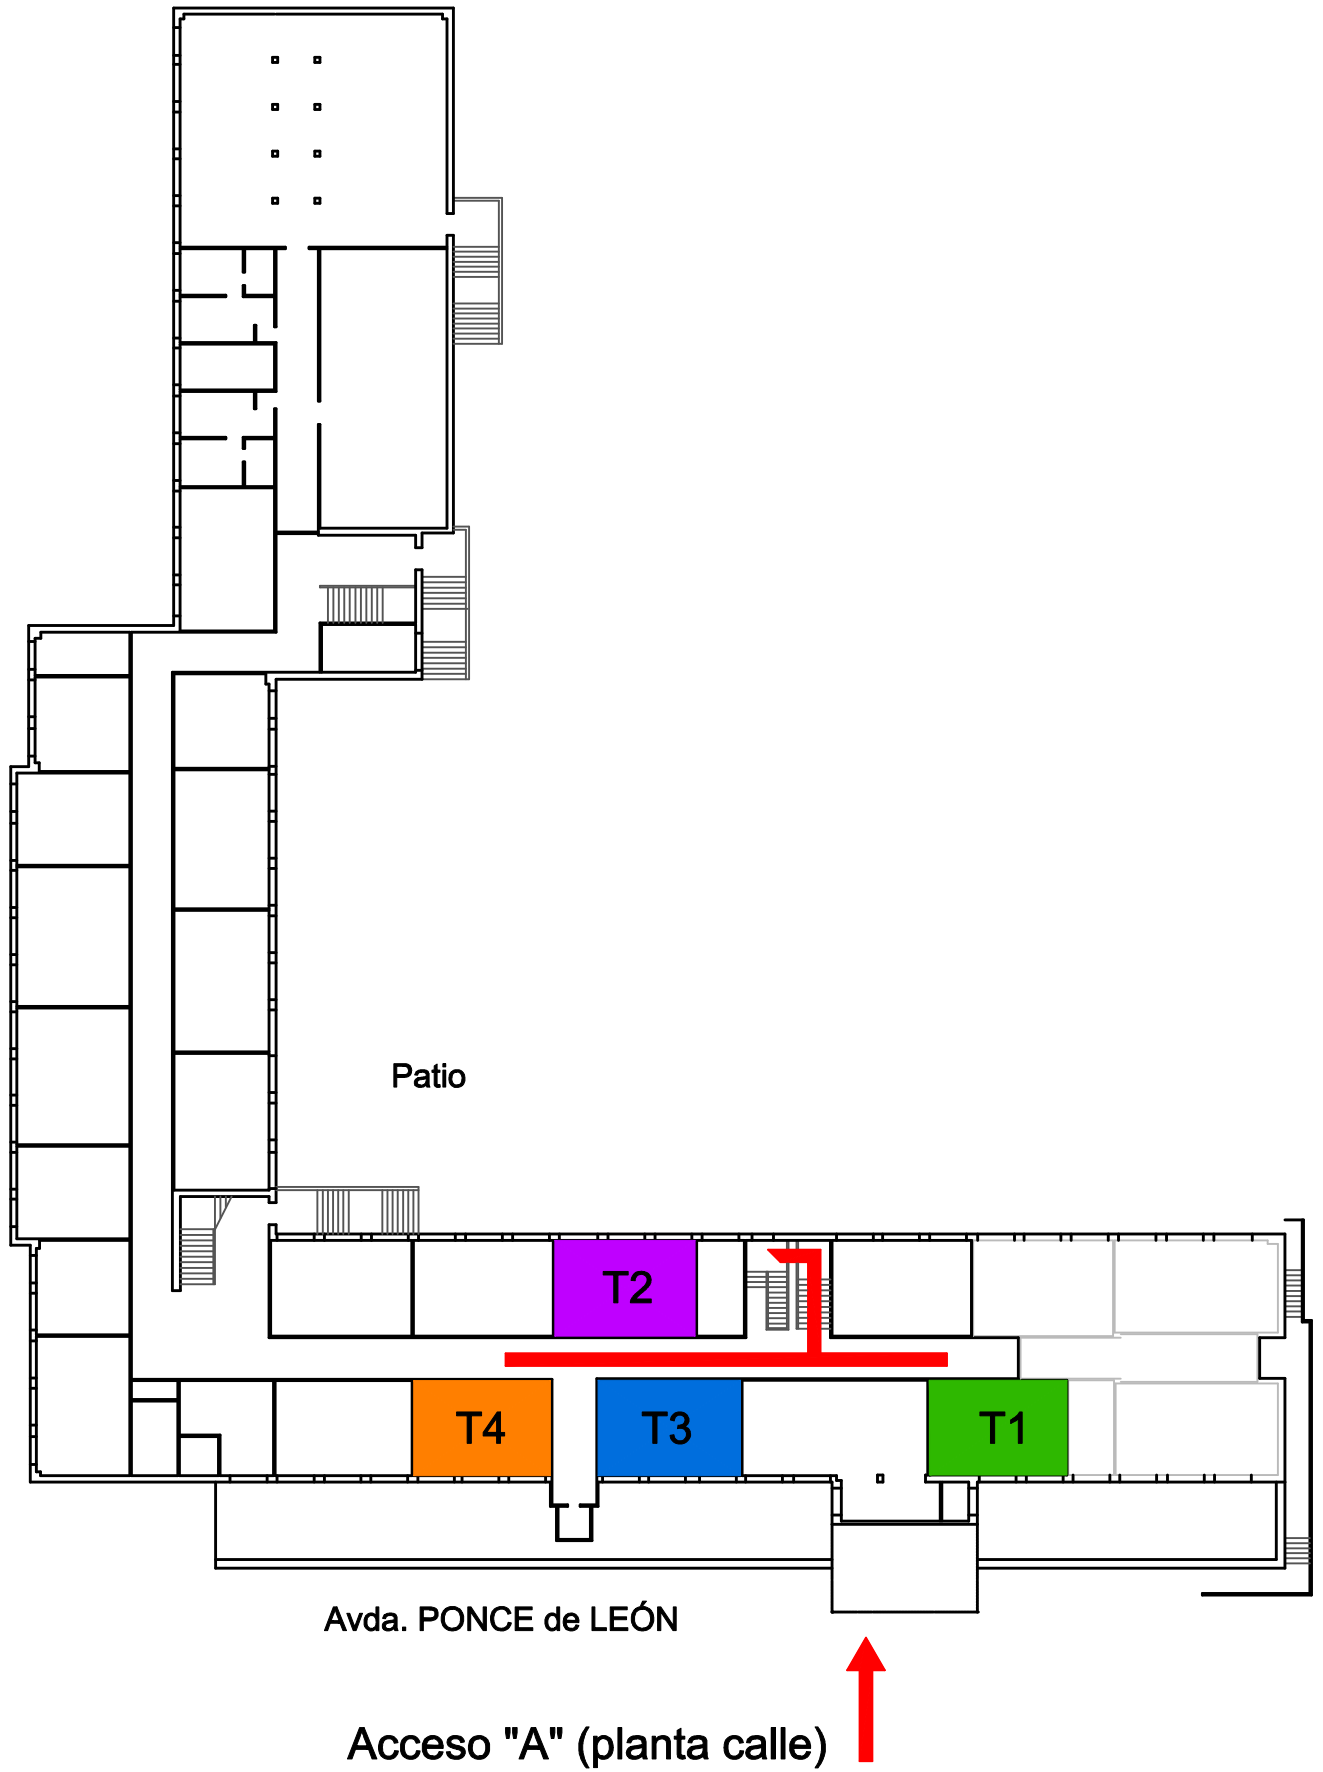 Patio
T2
T4
T3
T1
Avda. PONCE de LEÓN
Acceso "A" (planta calle)